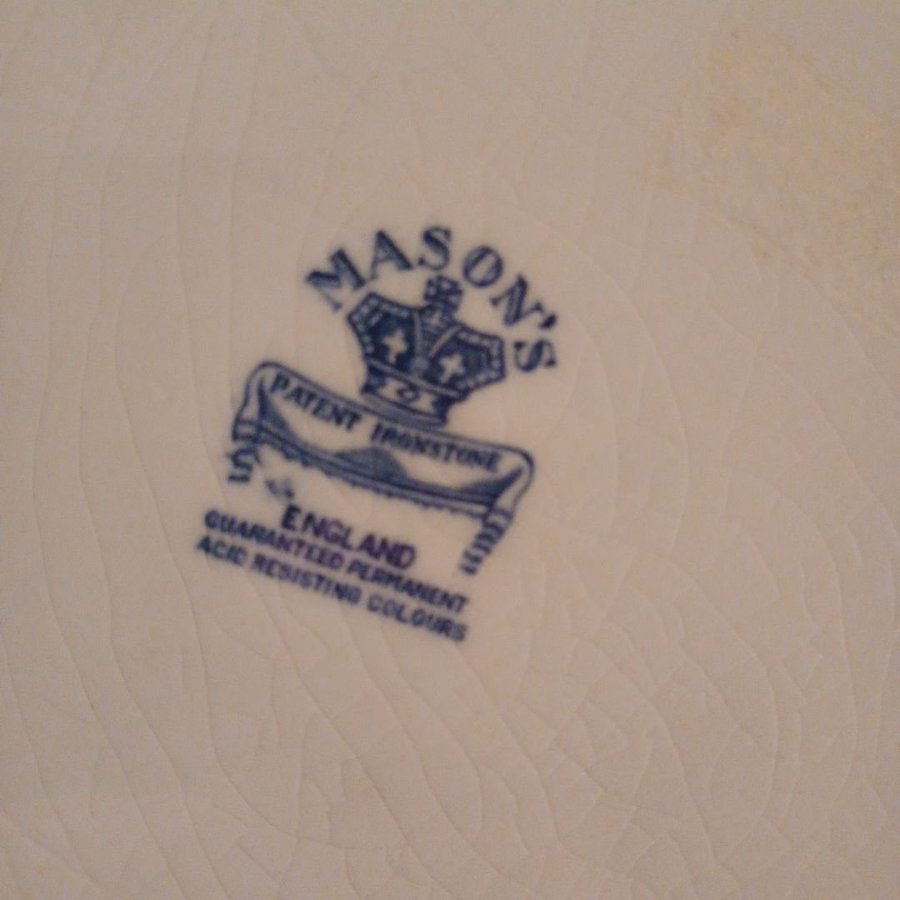 MASON'S
PATENT IRONSTONE
ENGLAND
GUARANTEED PERMANENT
ACID RESISTING COLOURS